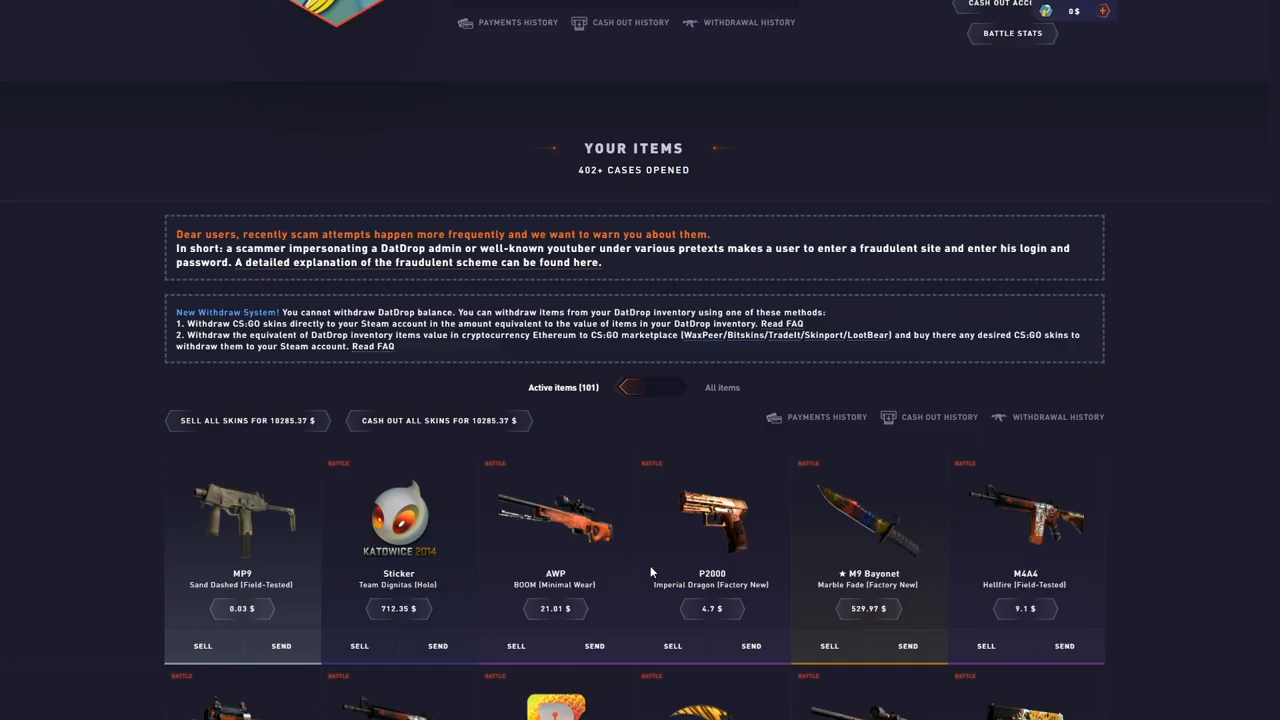 CASH OUT ACC
0 $
PAYMENTS HISTORY
CASH OUT HISTORY
WITHDRAWAL HISTORY
BATTLE STATS
YOUR ITEMS
402+ CASES OPENED
Dear users, recently scam attempts happen more frequently and we want to warn you about them.
In short: a scammer impersonating a DatDrop admin or well-known youtuber under various pretexts makes a user to enter a fraudulent site and enter his login and
password. A detailed explanation of the fraudulent scheme can be found here.
New Withdraw System! You cannot withdraw DatDrop balance. You can withdraw items from your DatDrop inventory using one of these methods:
1. Withdraw CS:GO skins directly to your Steam account in the amount equivalent to the value of items in your DatDrop inventory. Read FAQ
2. Withdraw the equivalent of DatDrop inventory items value in cryptocurrency Ethereum to CS:GO marketplace (WaxPeer/Bitskins/TradeIt/Skinport/LootBear) and buy there any desired CS:GO skins to
withdraw them to your Steam account. Read FAQ
Active items (101)
All items
SELL ALL SKINS FOR 10285.37 $
CASH OUT ALL SKINS FOR 10285.37 $
PAYMENTS HISTORY
CASH OUT HISTORY
WITHDRAWAL HISTORY
MP9
Sand Dashed (Field-Tested)
0.03 $
SELL
SEND
BATTLE
KATOWICE 2014
Sticker
Team Dignitas (Holo)
712.35 $
SELL
SEND
BATTLE
AWP
BOOM (Minimal Wear)
21.01 $
SELL
SEND
BATTLE
P2000
Imperial Dragon (Factory New)
4.7 $
SELL
SEND
BATTLE
★ M9 Bayonet
Marble Fade (Factory New)
529.97 $
SELL
SEND
BATTLE
M4A4
Hellfire (Field-Tested)
9.1 $
SELL
SEND
BATTLE
BATTLE
BATTLE
BATTLE
BATTLE
BATTLE